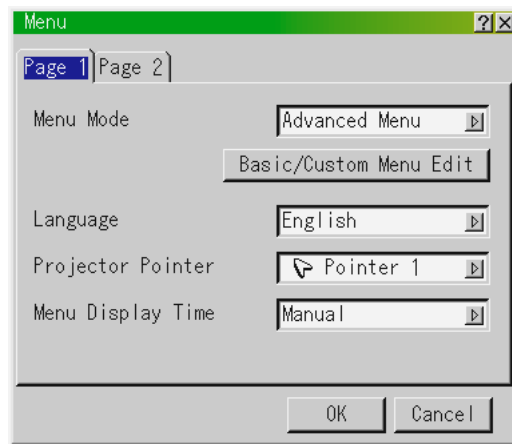 Menu ? X
Page 1 Page 2
Menu Mode Advanced Menu
Basic/Custom Menu Edit
Language English
Projector Pointer Pointer 1
Menu Display Time Manual
OK Cancel